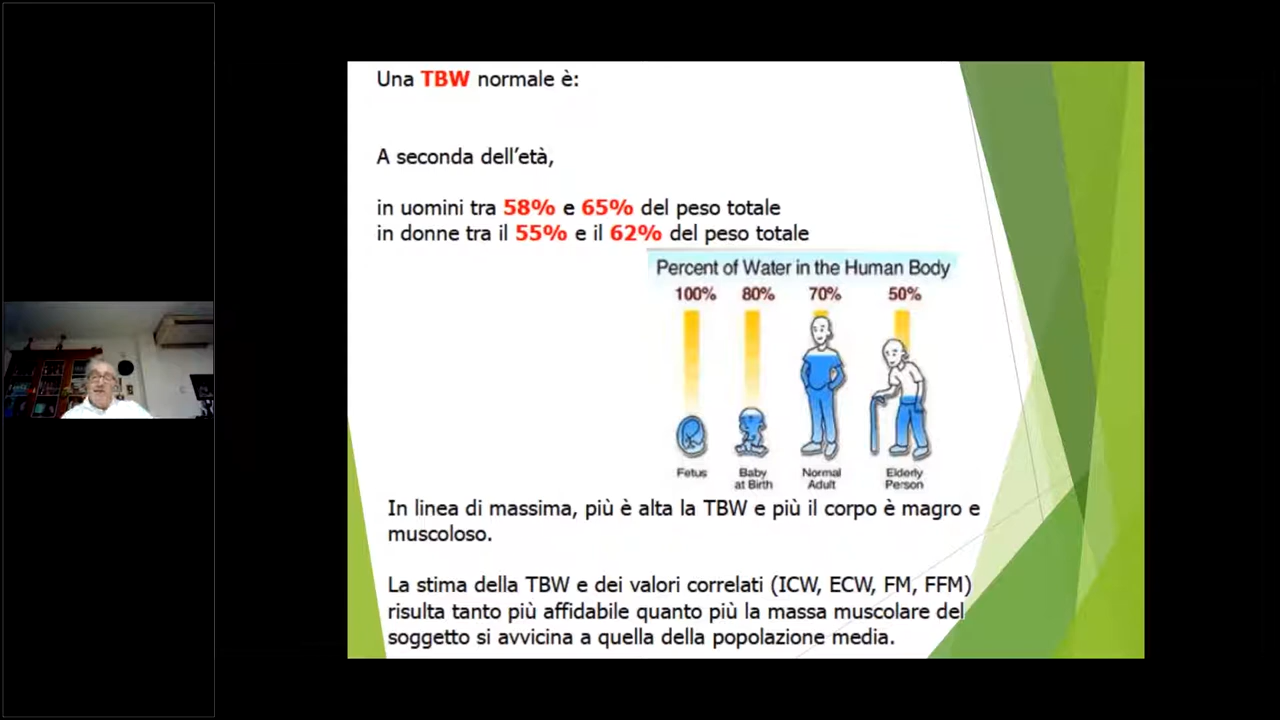 Una TBW normale è:
A seconda dell'età,
in uomini tra 58% e 65% del peso totale
in donne tra il 55% e il 62% del peso totale
Percent of Water in the Human Body
100% 80% 70% 50%
Fetus Baby at Birth Normal Adult Elderly Person
In linea di massima, più è alta la TBW e più il corpo è magro e
muscoloso.
La stima della TBW e dei valori correlati (ICW, ECW, FM, FFM)
risulta tanto più affidabile quanto più la massa muscolare del
soggetto si avvicina a quella della popolazione media.